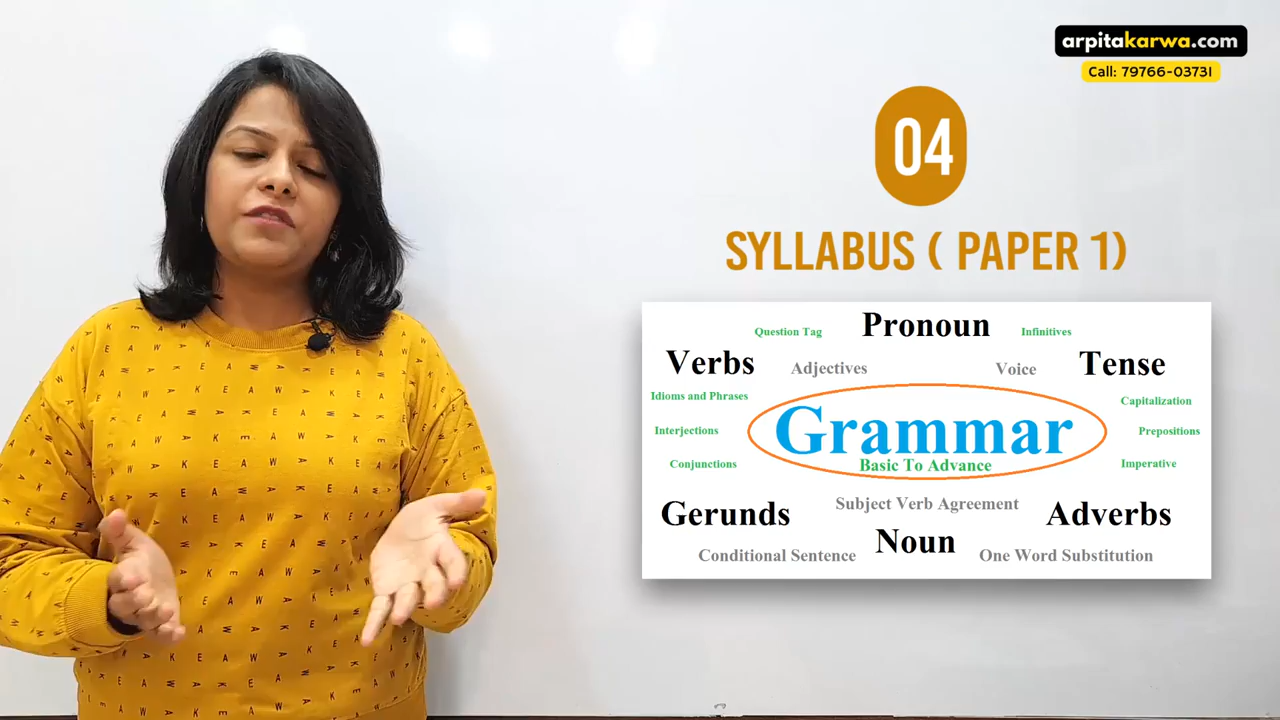 arpitakarwa.com
Call: 79766-03731
04
SYLLABUS ( PAPER 1)
Question Tag Pronoun Infinitives
Verbs Adjectives Voice Tense
Idioms and Phrases Capitalization
Interjections Grammar Prepositions
Conjunctions Basic To Advance Imperative
Gerunds Subject Verb Agreement Adverbs
Conditional Sentence Noun One Word Substitution